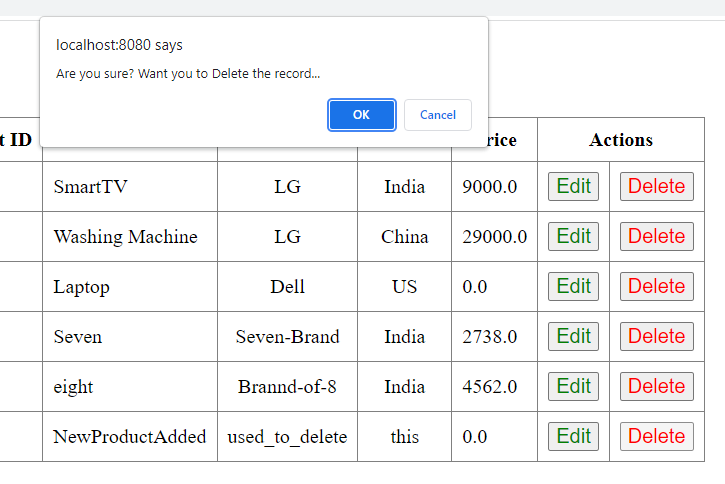 localhost:8080 says
Are you sure? Want you to Delete the record...
OK Cancel
t ID rice Actions
SmartTV LG India 9000.0 Edit Delete
Washing Machine LG China 29000.0 Edit Delete
Laptop Dell US 0.0 Edit Delete
Seven Seven-Brand India 2738.0 Edit Delete
eight Brannd-of-8 India 4562.0 Edit Delete
NewProductAdded used_to_delete this 0.0 Edit Delete